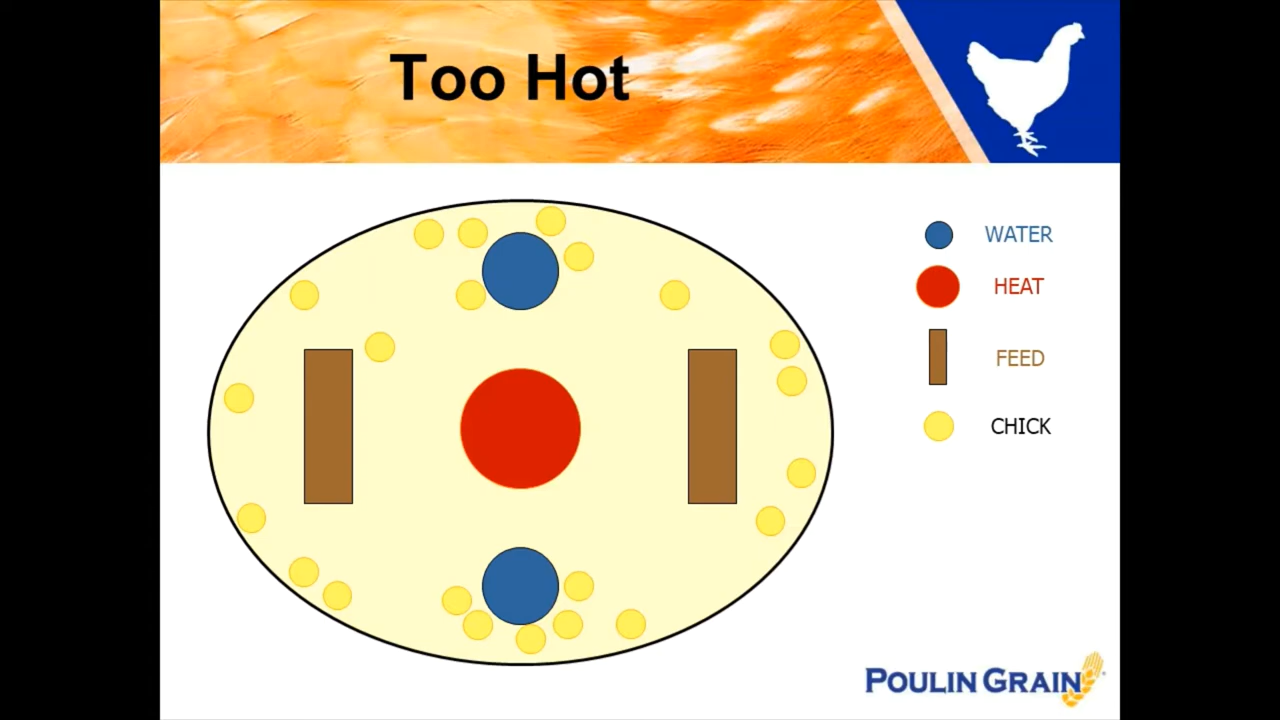 Too Hot
WATER
HEAT
FEED
CHICK
POULIN GRAIN